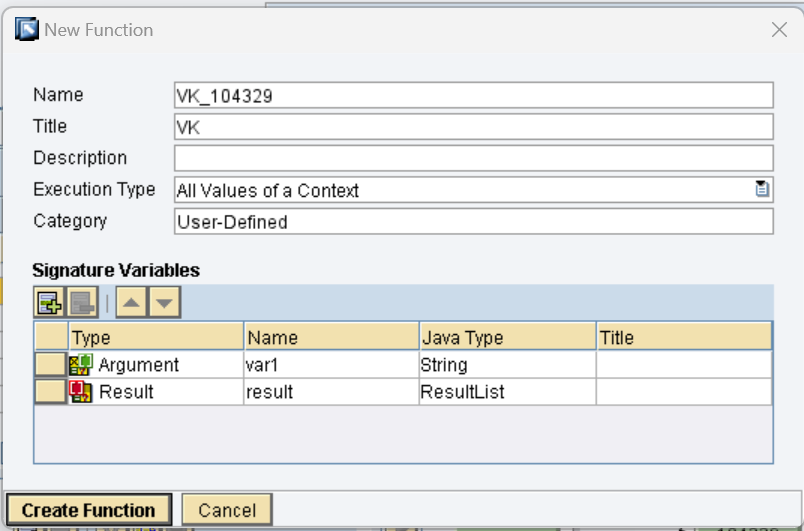 New Function
Name VK_104329
Title VK
Description
Execution Type All Values of a Context
Category User-Defined
Signature Variables
Type Name Java Type Title
Argument var1 String
Result result ResultList
Create Function Cancel